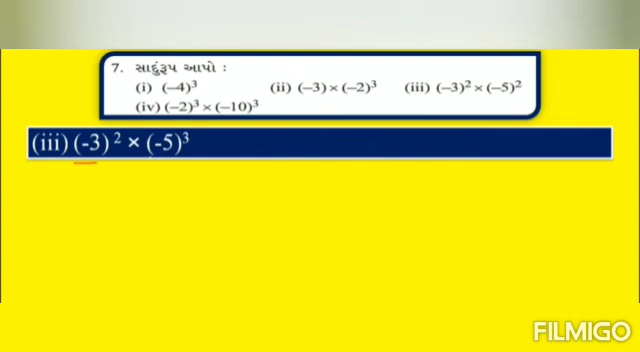 7. સાદુંરૂપ આપો :
(i) (–4)³ (ii) (–3) × (–2)³ (iii) (–3)² × (–5)²
(iv) (–2)³ × (–10)³
(iii) (-3)² × (-5)³
FILMIGO